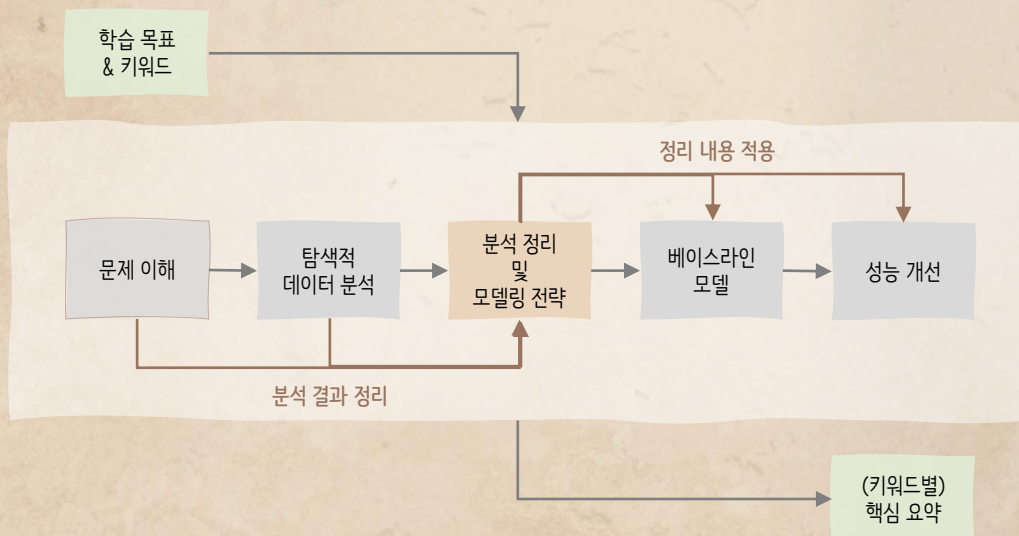 학습 목표
& 키워드
정리 내용 적용
문제 이해
탐색적
데이터 분석
분석 정리
및
모델링 전략
베이스라인
모델
성능 개선
분석 결과 정리
(키워드별)
핵심 요약